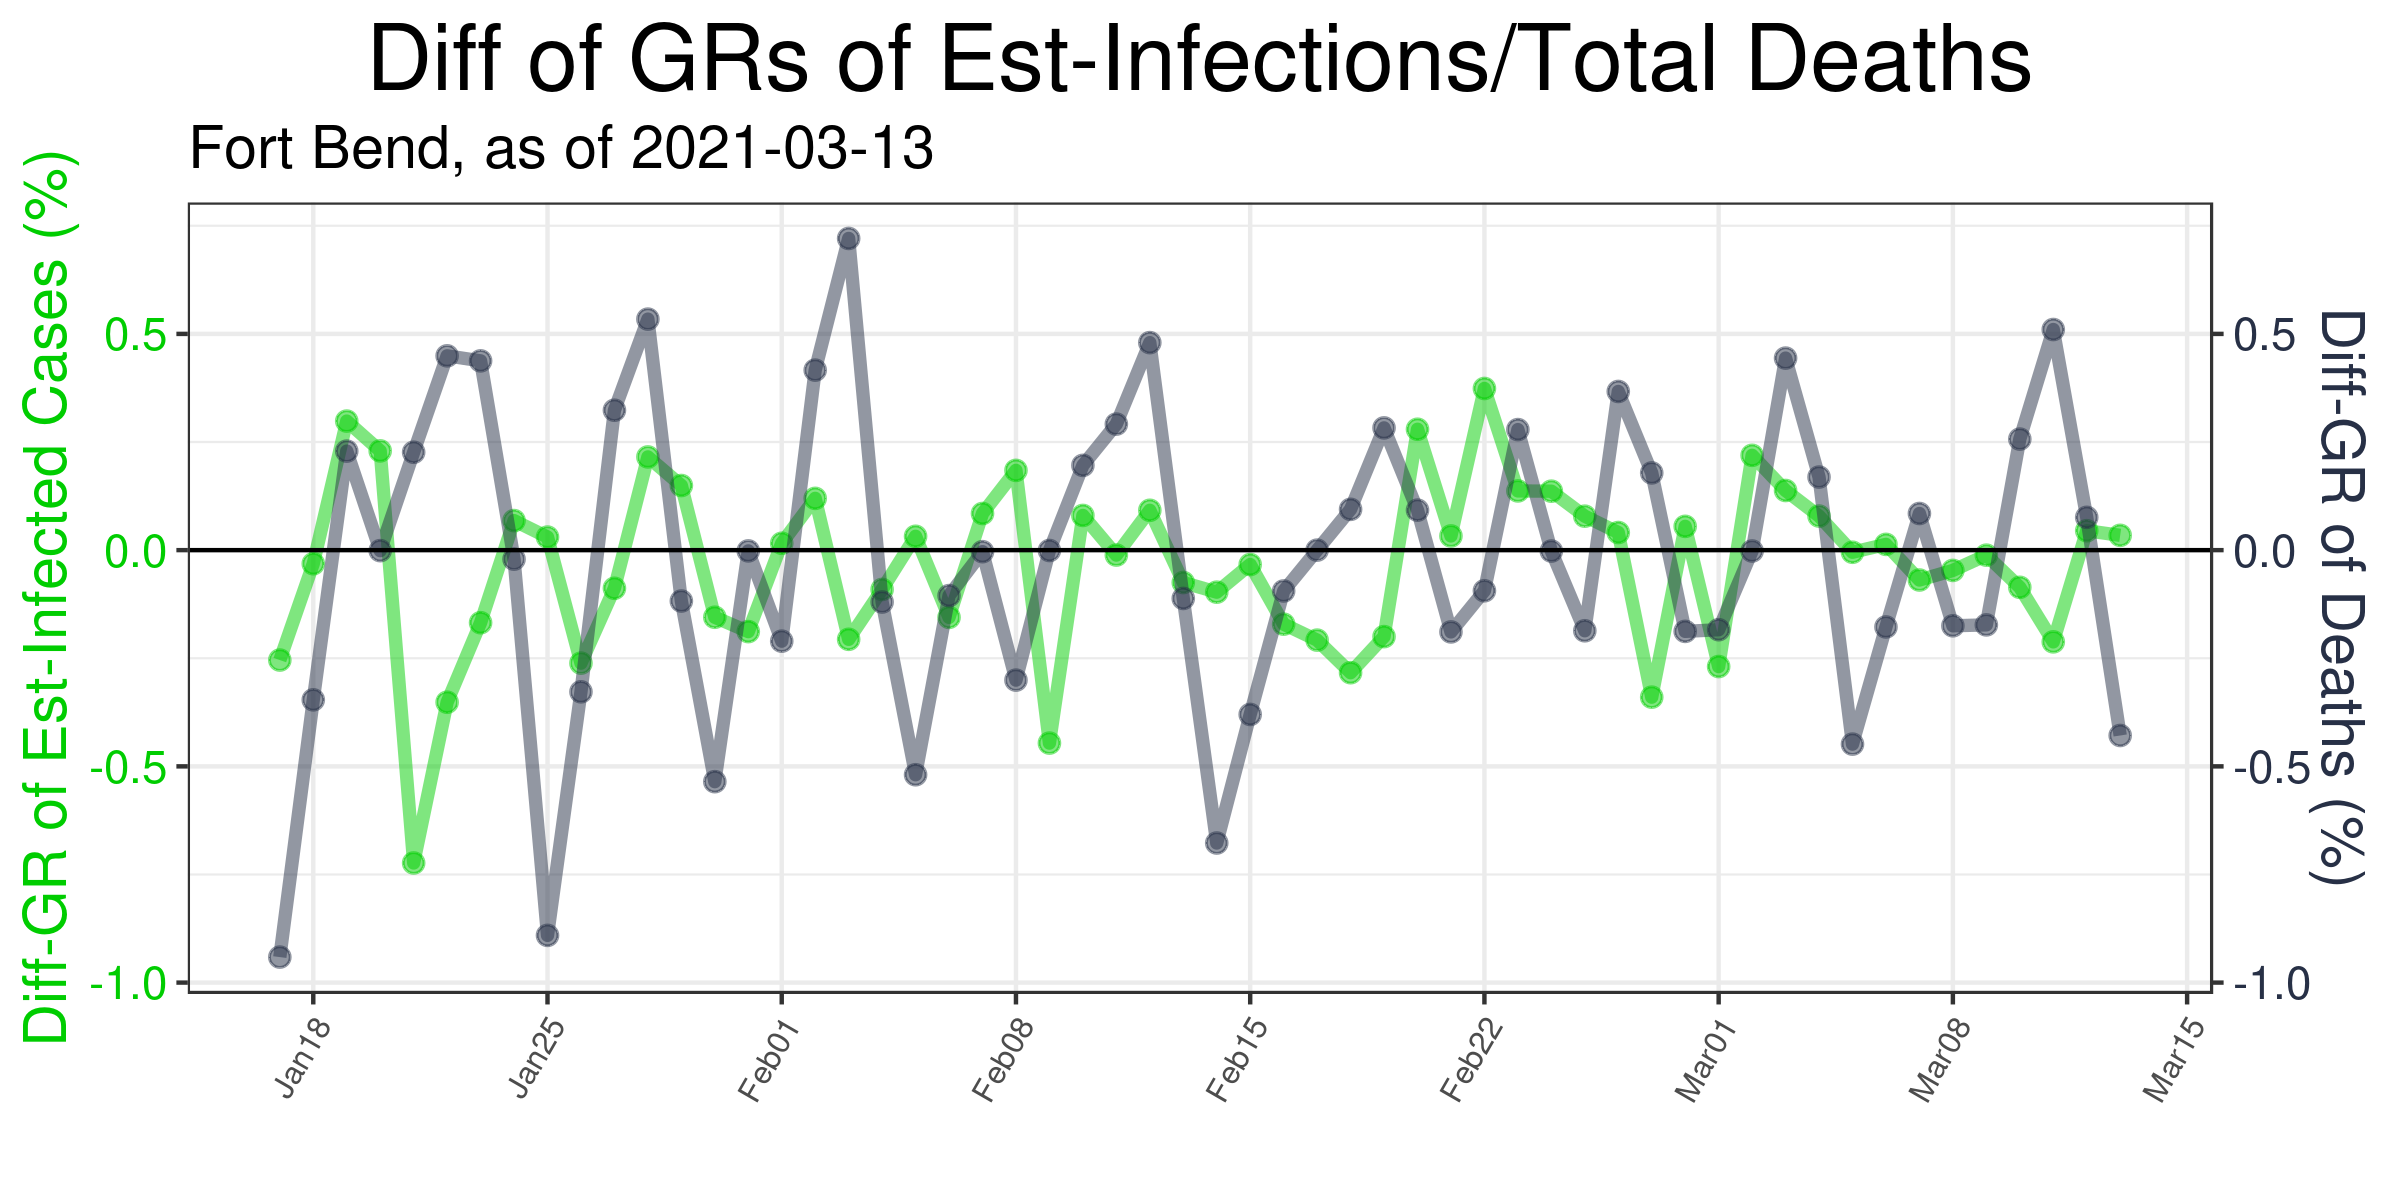 Diff of GRs of Est-Infections/Total Deaths
Fort Bend, as of 2021-03-13
Diff-GR of Est-Infected Cases (%)
0.5
0.0
-0.5
-1.0
0.5
0.0
-0.5
-1.0
Diff-GR of Deaths (%)
Jan18
Jan25
Feb01
Feb08
Feb15
Feb22
Mar01
Mar08
Mar15